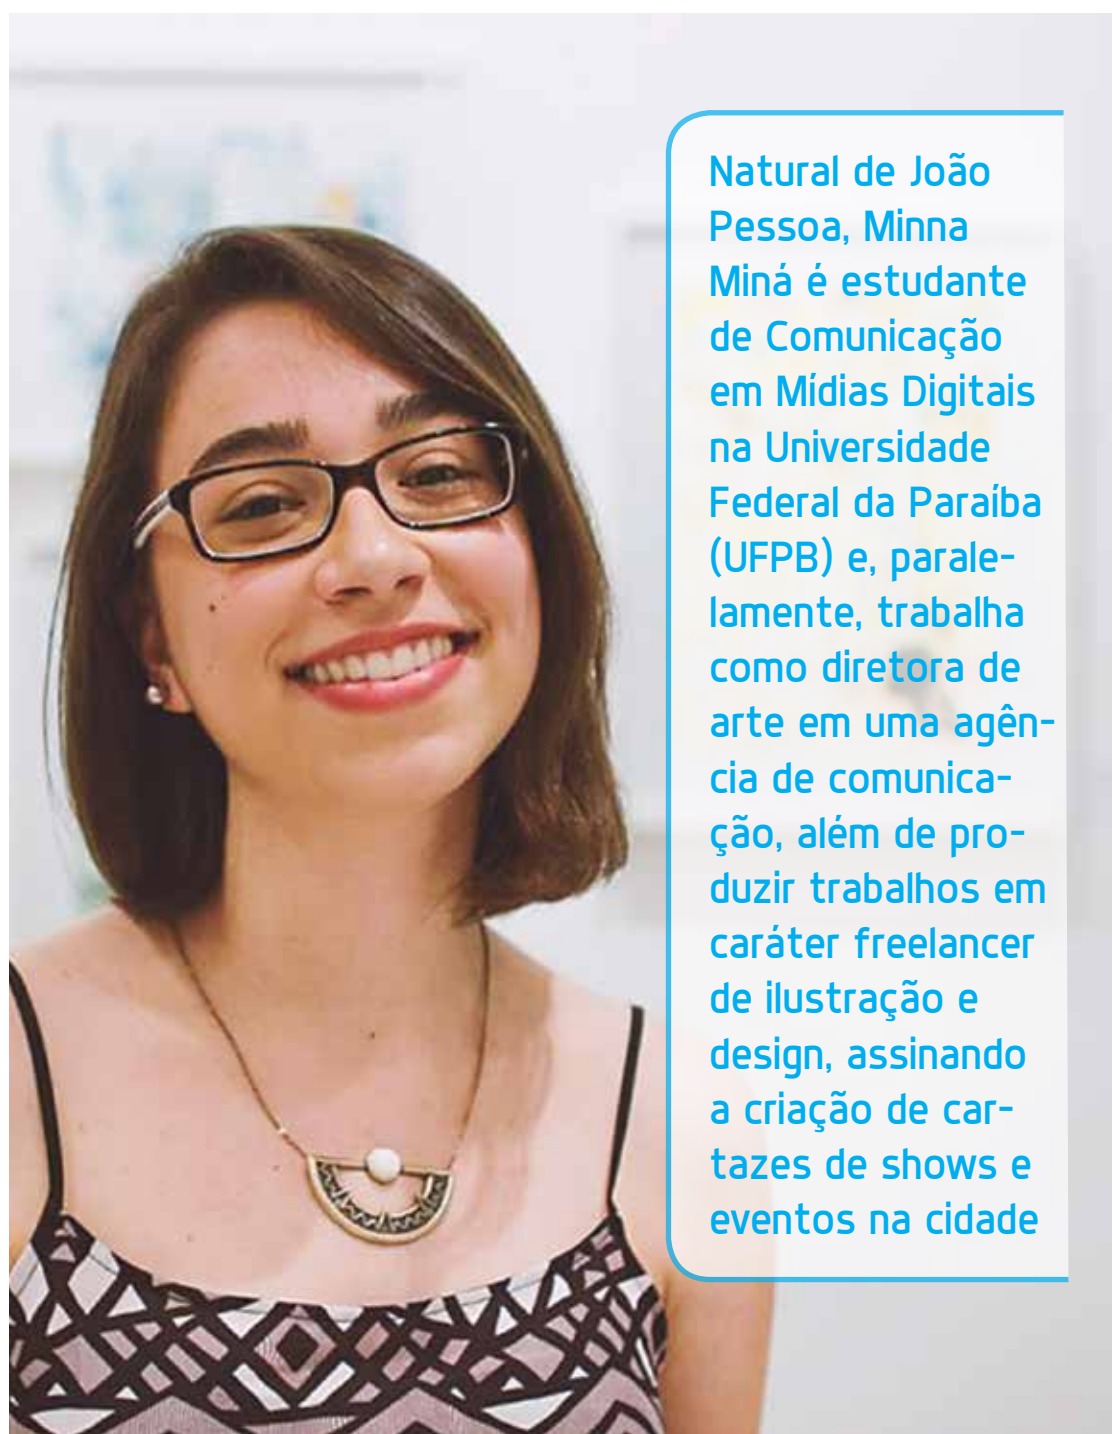 Natural de João
Pessoa, Minna
Miná é estudante
de Comunicação
em Mídias Digitais
na Universidade
Federal da Paraíba
(UFPB) e, parale-
lamente, trabalha
como diretora de
arte em uma agên-
cia de comunica-
ção, além de pro-
duzir trabalhos em
caráter freelancer
de ilustração e
design, assinando
a criação de car-
tazes de shows e
eventos na cidade